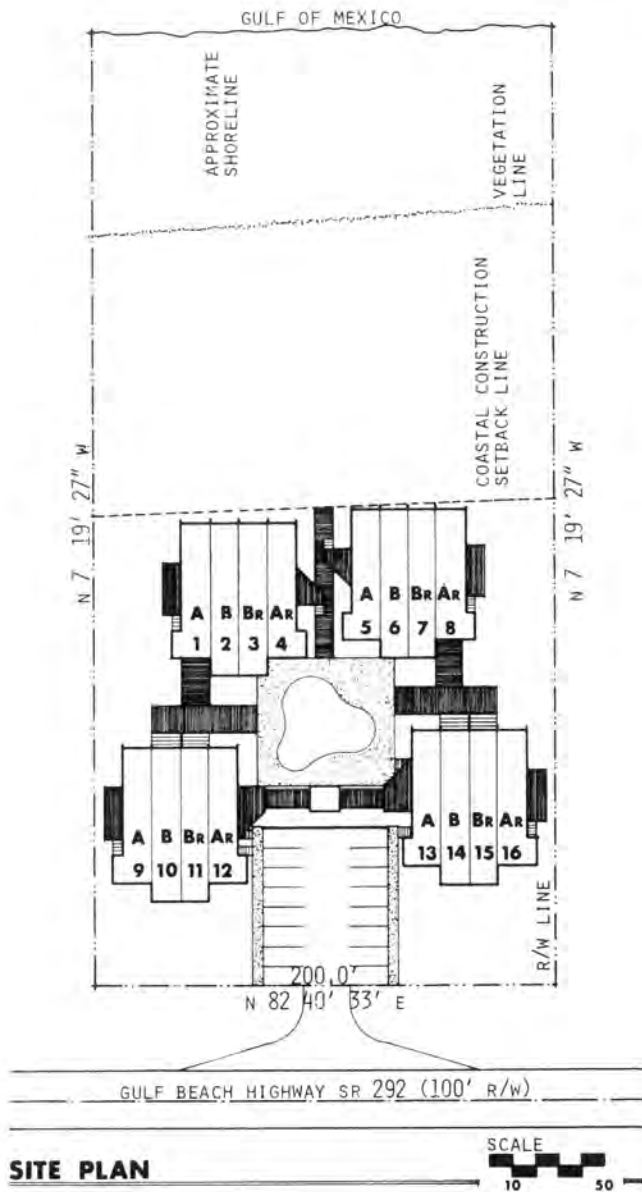 GULF OF MEXICO
APPROXIMATE
SHORELINE
VEGETATION
LINE
COASTAL CONSTRUCTION
SETBACK LINE
N 7 19' 27" W
N 7 19' 27" W
A B BR AR
1 2 3 4
A B BR AR
5 6 7 8
A B BR AR
9 10 11 12
A B BR AR
13 14 15 16
R/W LINE
200.0'
N 82 40' 33' E
GULF BEACH HIGHWAY SR 292 (100' R/W)
SITE PLAN
SCALE
10 50